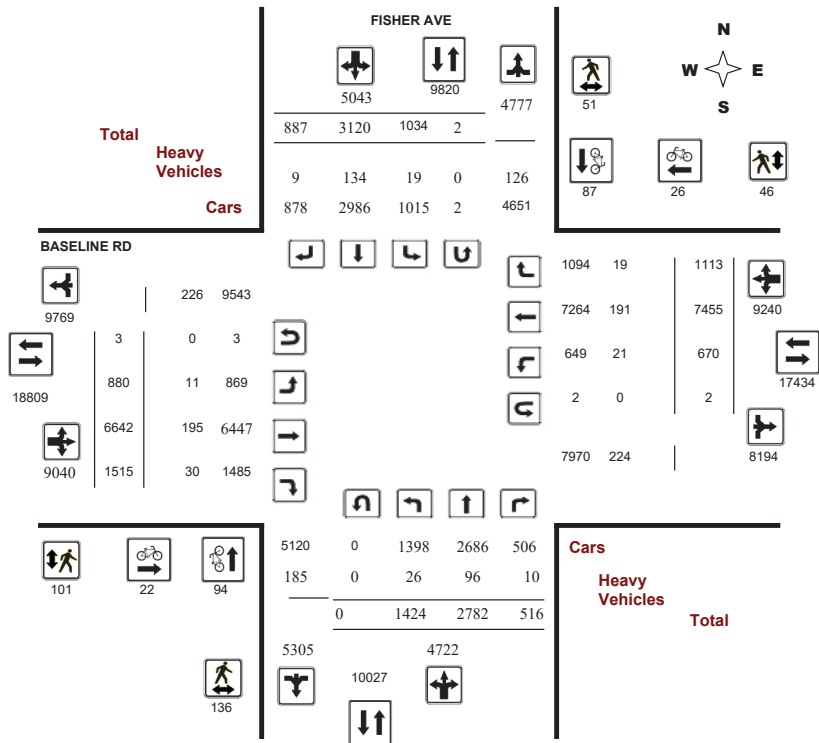 FISHER AVE
N
W E
S
5043
9820
4777
51
887 3120 1034 2
Total
Heavy
Vehicles
9 134 19 0 126
Cars
878 2986 1015 2 4651
87 26 46
BASELINE RD
9769
226 9543
1094 19 1113
9240
3 0 3
7264 191 7455
18809
880 11 869
649 21 670
17434
6642 195 6447
2 0 2
9040
1515 30 1485
7970 224
8194
5120 0 1398 2686 506
Cars
185 0 26 96 10
Heavy
Vehicles
0 1424 2782 516
Total
101 22 94
5305
4722
10027
136